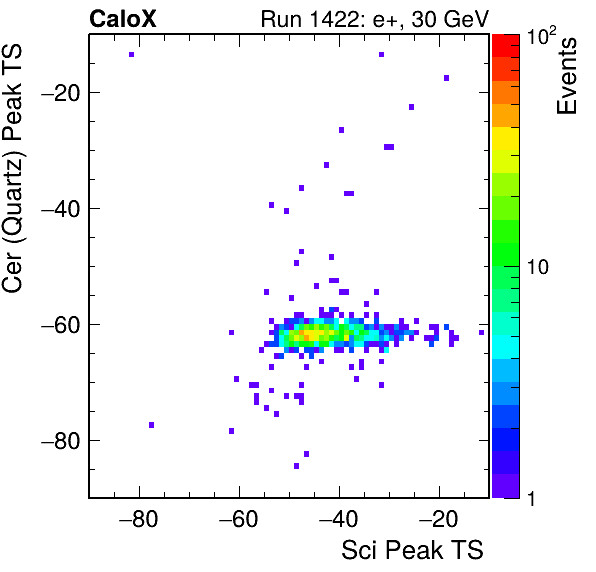 CaloX Run 1422: e+, 30 GeV
Cer (Quartz) Peak TS
−20
−40
−60
−80
−80 −60 −40 −20
Sci Peak TS
10²
10
1
Events